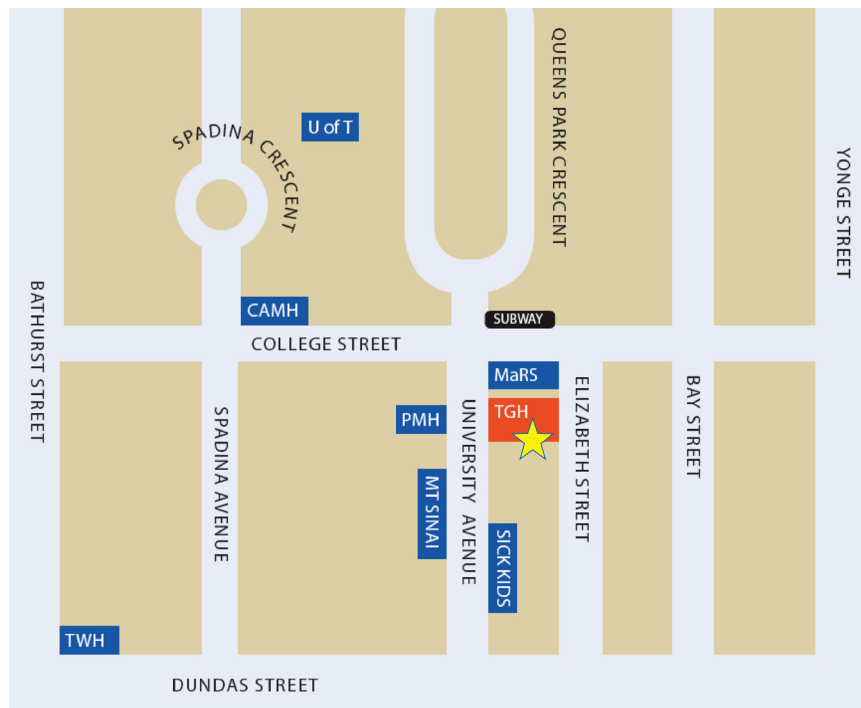 QUEENS PARK CRESCENT
U of T
SPADINA CRESCENT
YONGE STREET
BATHURST STREET
CAMH
SUBWAY
COLLEGE STREET
MaRS
TGH
PMH
ELIZABETH STREET
BAY STREET
UNIVERSITY AVENUE
SPADINA AVENUE
MT SINAI
SICK KIDS
TWH
DUNDAS STREET